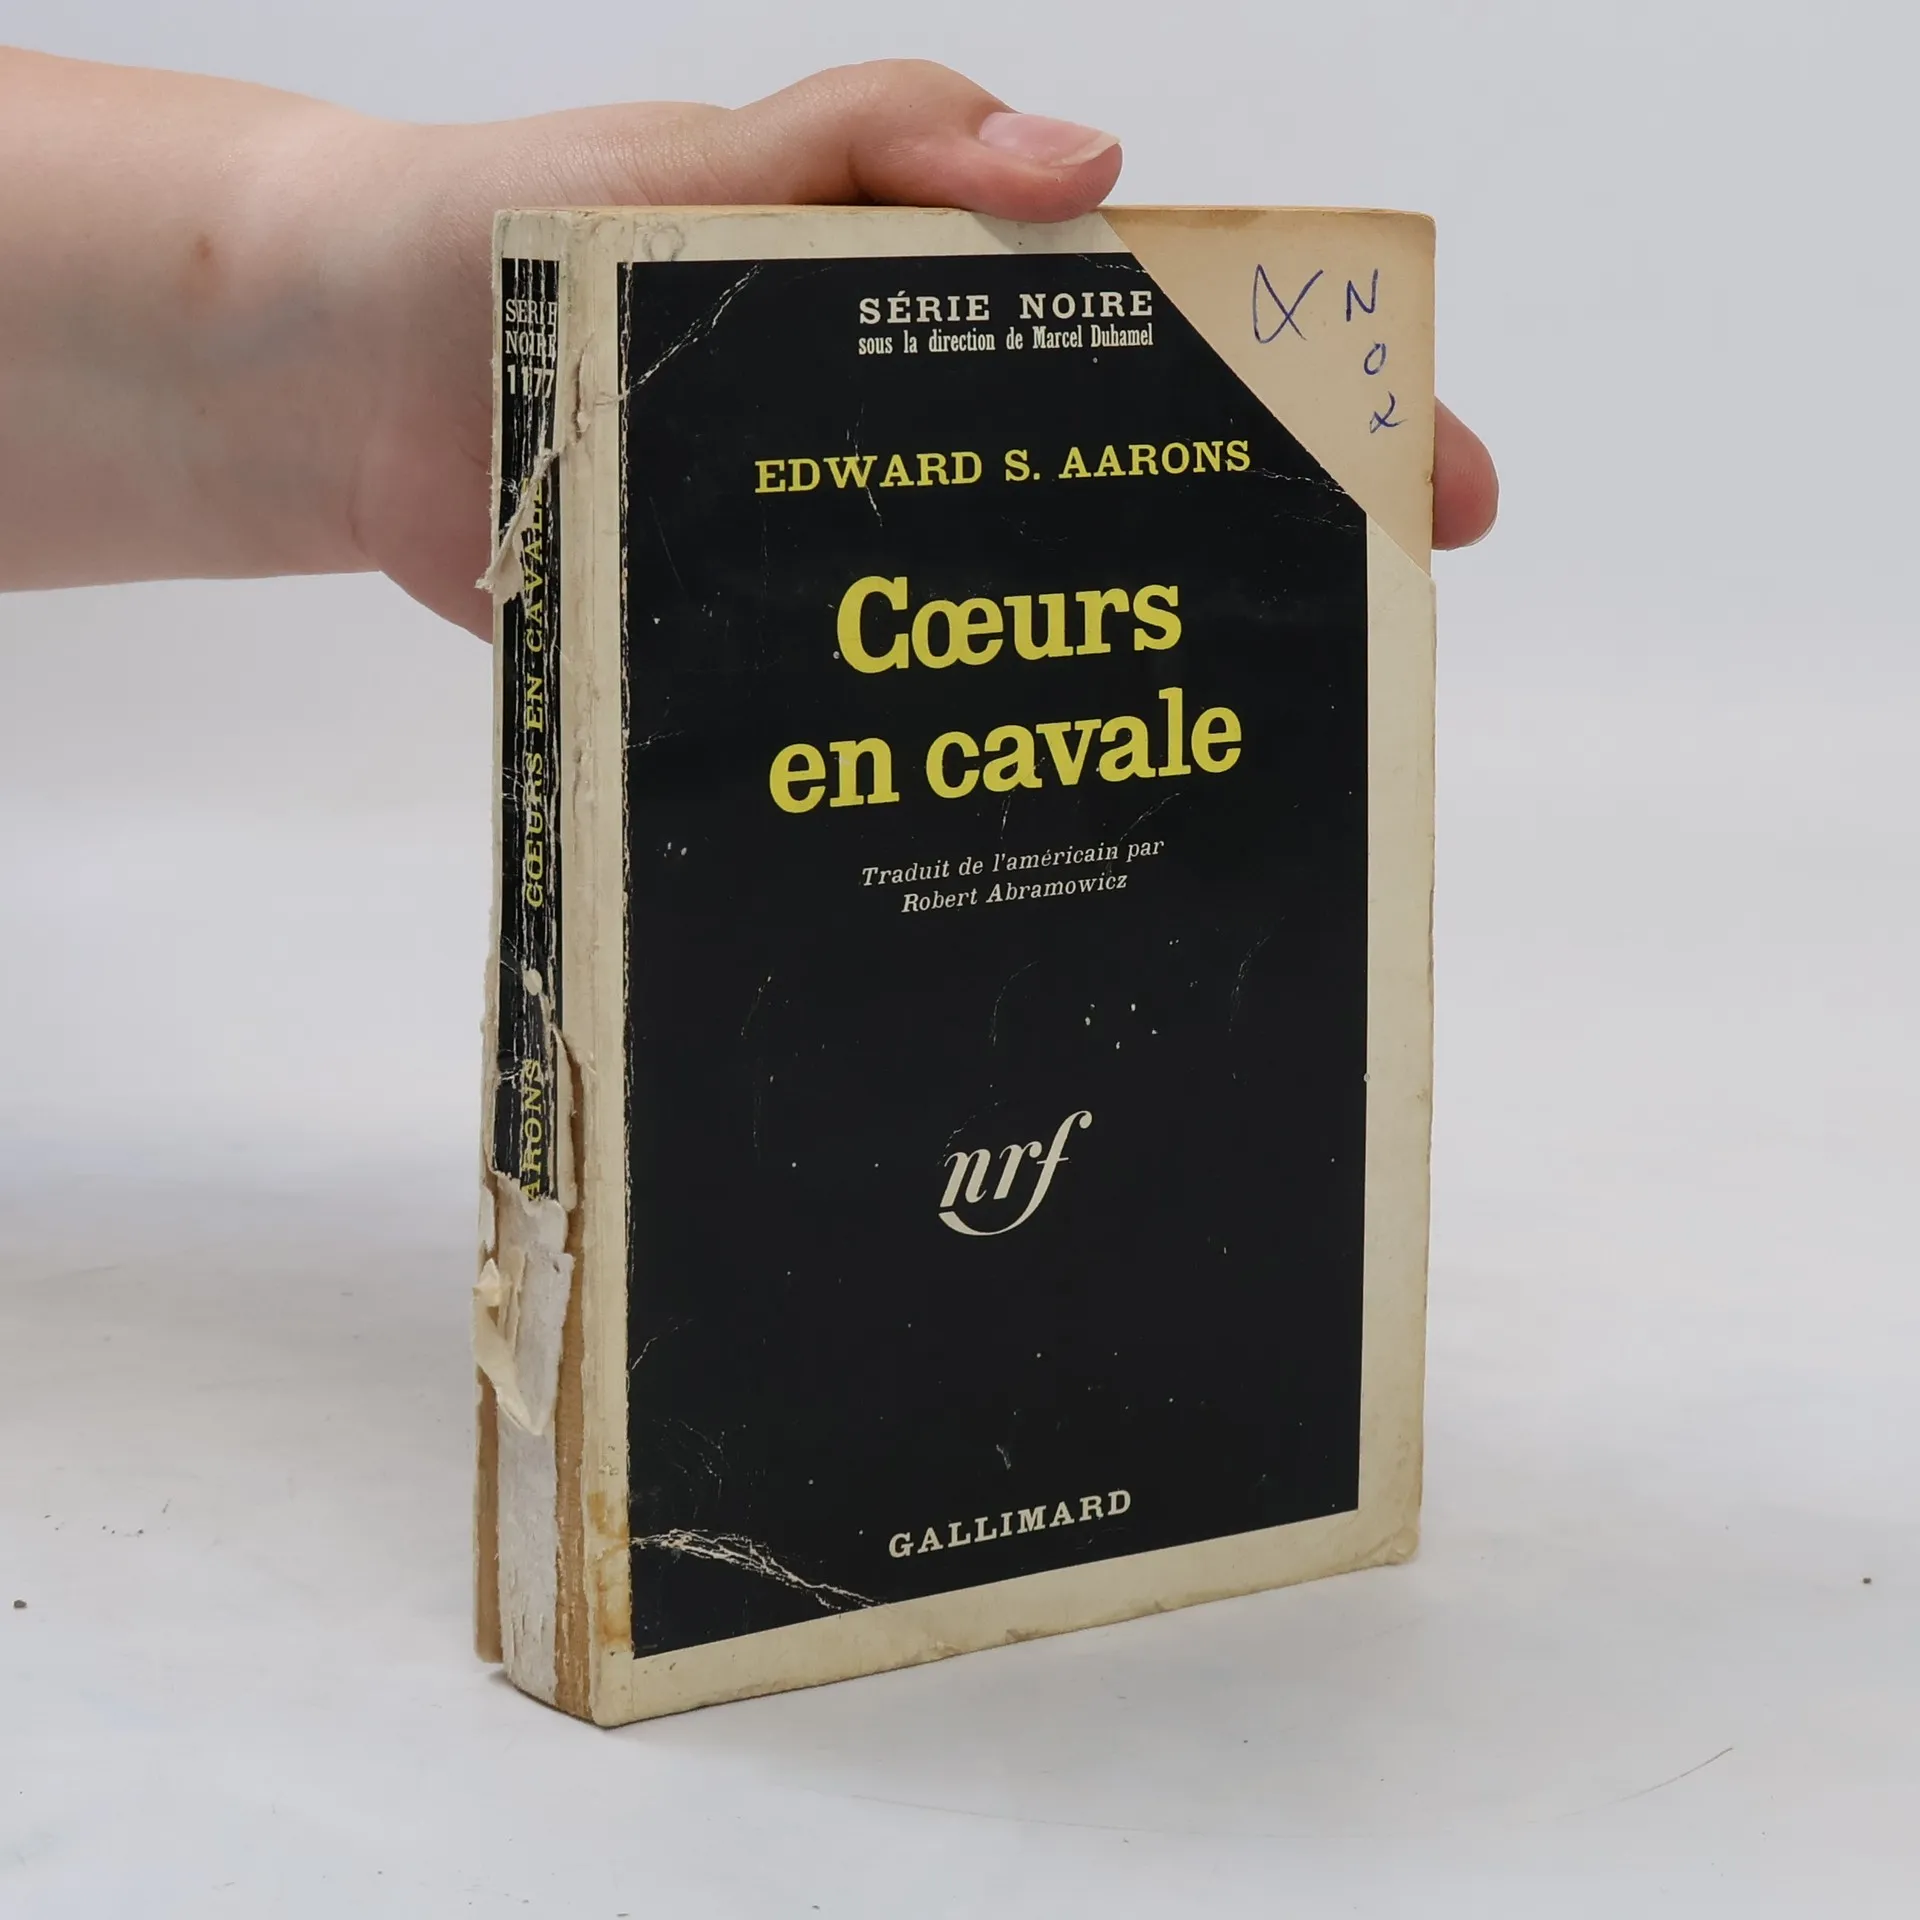 SÉRIE NOIRE
sous la direction de Marcel Duhamel
EDWARD S. AARONS
Cœurs
en cavale
Traduit de l'américain par
Robert Abramowicz
nrf
GALLIMARD
SÉRIE
NOIRE
1177
ARONS
CŒURS EN CAVALE
N
O